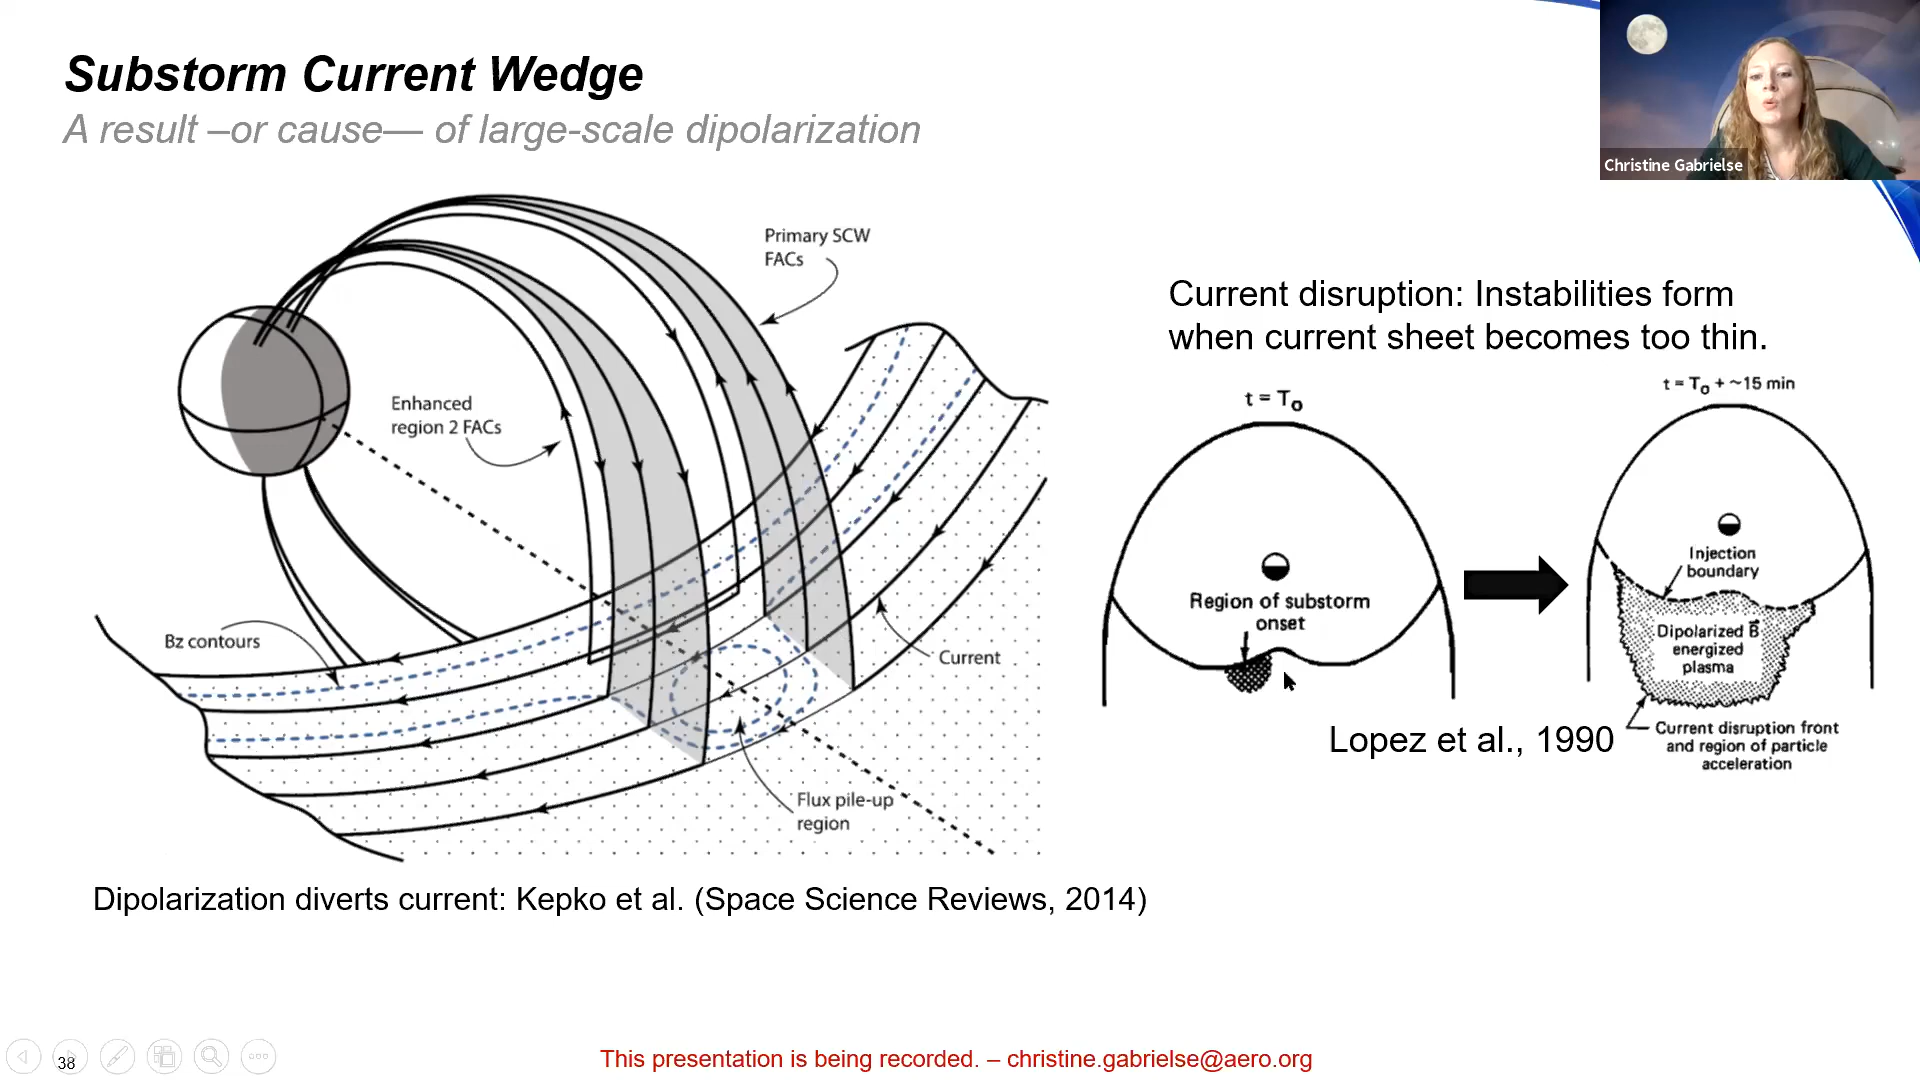 Substorm Current Wedge
A result –or cause— of large-scale dipolarization
Christine Gabrielse
Primary SCW
FACs
Enhanced
region 2 FACs
Bz contours
Current
Flux pile-up
region
Dipolarization diverts current: Kepko et al. (Space Science Reviews, 2014)
Current disruption: Instabilities form
when current sheet becomes too thin.
t = To
Region of substorm
onset
t = To + ~15 min
Injection
boundary
Dipolarized B⃗
energized
plasma
Current disruption front
and region of particle
acceleration
Lopez et al., 1990
38
This presentation is being recorded. – christine.gabrielse@aero.org